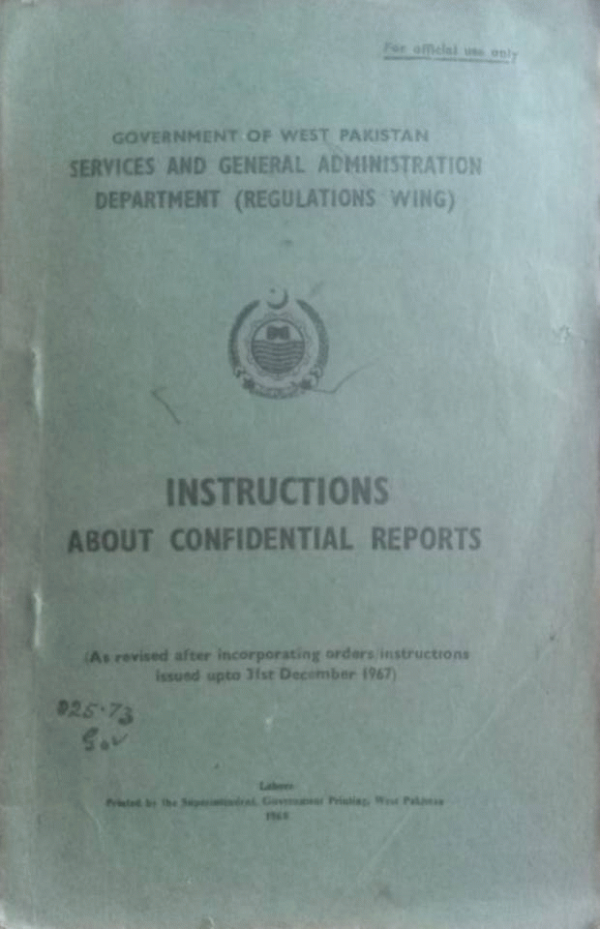 For official use only
GOVERNMENT OF WEST PAKISTAN
SERVICES AND GENERAL ADMINISTRATION
DEPARTMENT (REGULATIONS WING)
INSTRUCTIONS
ABOUT CONFIDENTIAL REPORTS
(As revised after incorporating orders instructions
issued upto 31st December 1967)
025.73
Gov
Lahore
Printed by the Superintendent, Government Printing, West Pakistan
1968